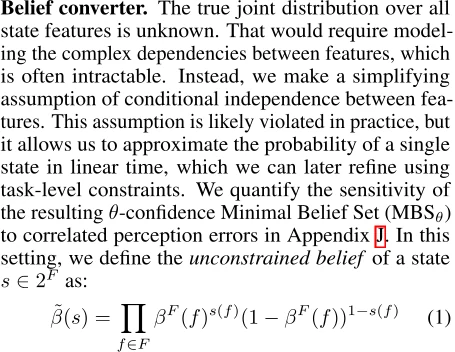 Belief converter. The true joint distribution over all
state features is unknown. That would require model-
ing the complex dependencies between features, which
is often intractable. Instead, we make a simplifying
assumption of conditional independence between fea-
tures. This assumption is likely violated in practice, but
it allows us to approximate the probability of a single
state in linear time, which we can later refine using
task-level constraints. We quantify the sensitivity of
the resulting θ-confidence Minimal Belief Set (MBSθ)
to correlated perception errors in Appendix J. In this
setting, we define the unconstrained belief of a state
s ∈ 2^F as:
β̃(s) = ∏_{f∈F} β^F(f)^{s(f)}(1 − β^F(f))^{1−s(f)} (1)